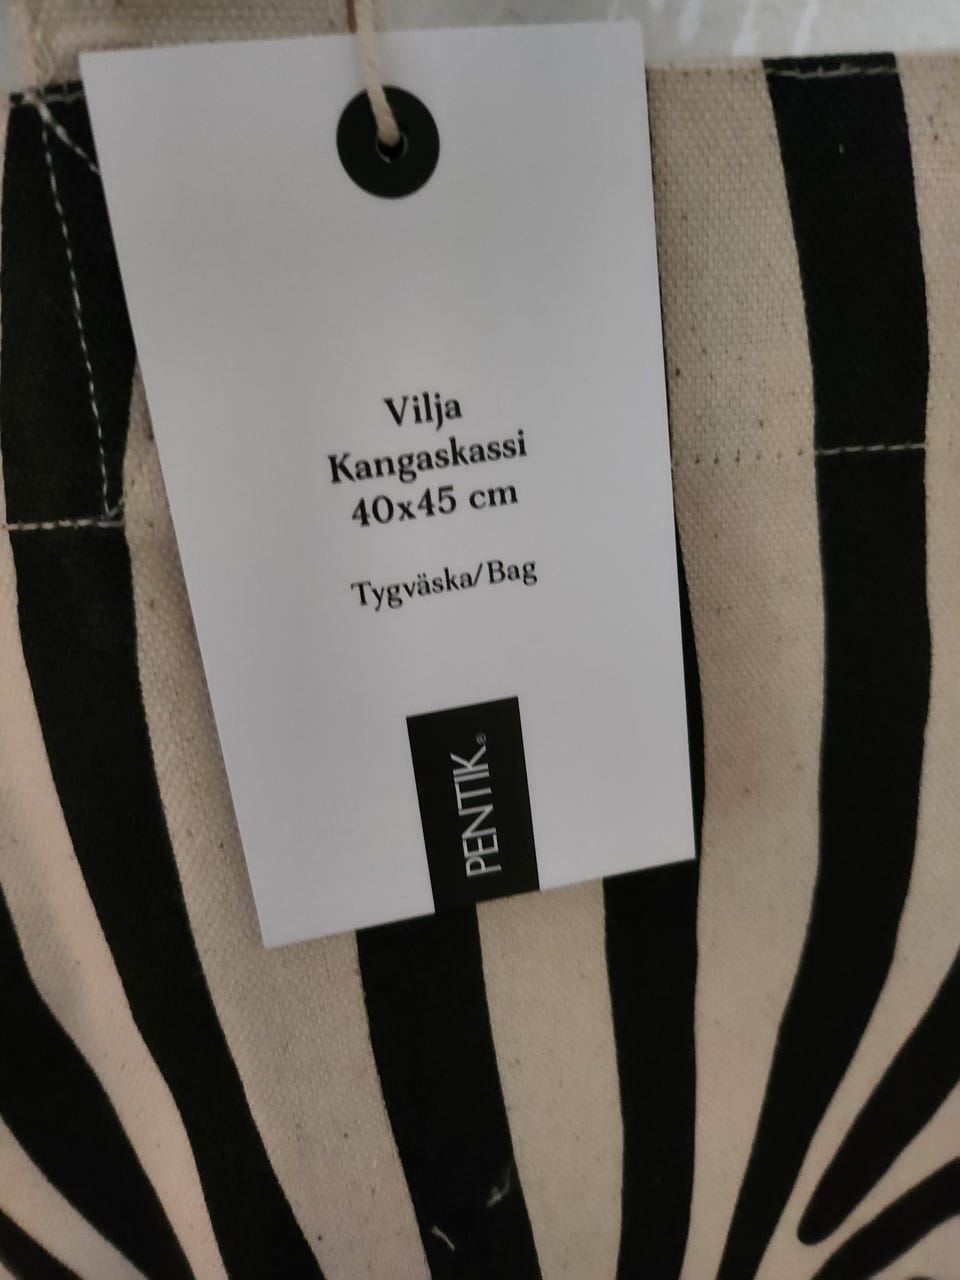 Vilja
Kangaskassi
40x45 cm
Tygväska/Bag
PENTIK®